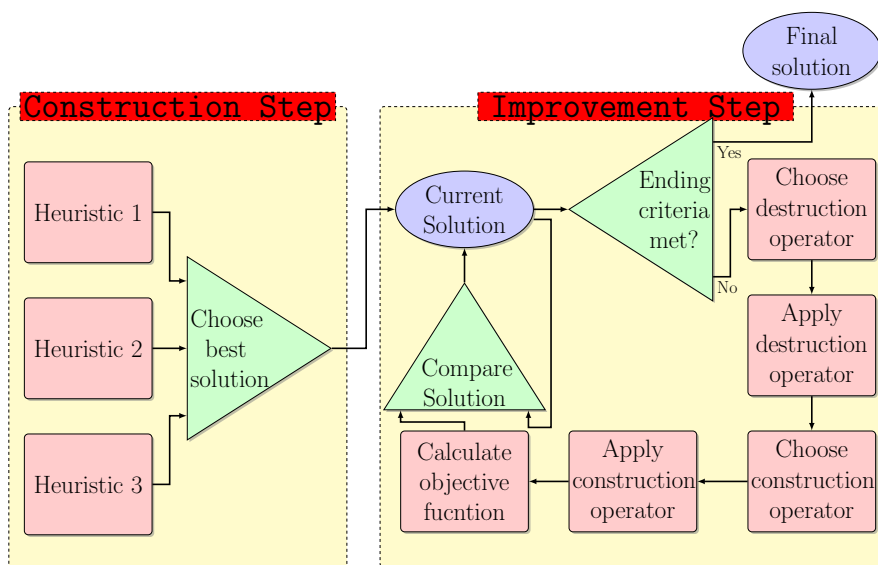 Final
solution
Construction Step
Improvement Step
Heuristic 1
Heuristic 2
Heuristic 3
Choose
best
solution
Current
Solution
Ending
criteria
met?
Yes
No
Choose
destruction
operator
Apply
destruction
operator
Choose
construction
operator
Apply
construction
operator
Calculate
objective
fucntion
Compare
Solution